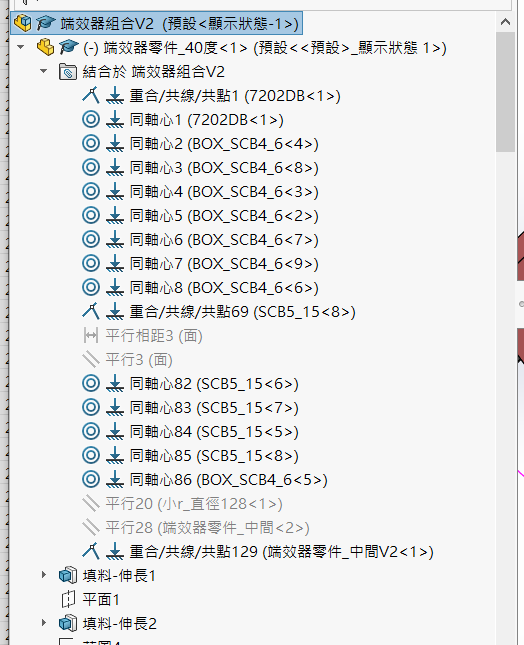 端效器組合V2 (預設<顯示狀態-1>)
(-) 端效器零件_40度<1> (預設<<預設>_顯示狀態 1>)
結合於 端效器組合V2
重合/共線/共點1 (7202DB<1>)
同軸心1 (7202DB<1>)
同軸心2 (BOX_SCB4_6<4>)
同軸心3 (BOX_SCB4_6<8>)
同軸心4 (BOX_SCB4_6<3>)
同軸心5 (BOX_SCB4_6<2>)
同軸心6 (BOX_SCB4_6<7>)
同軸心7 (BOX_SCB4_6<9>)
同軸心8 (BOX_SCB4_6<6>)
重合/共線/共點69 (SCB5_15<8>)
平行相距3 (面)
平行3 (面)
同軸心82 (SCB5_15<6>)
同軸心83 (SCB5_15<7>)
同軸心84 (SCB5_15<5>)
同軸心85 (SCB5_15<8>)
同軸心86 (BOX_SCB4_6<5>)
平行20 (小r_直徑128<1>)
平行28 (端效器零件_中間<2>)
重合/共線/共點129 (端效器零件_中間V2<1>)
填料-伸長1
平面1
填料-伸長2